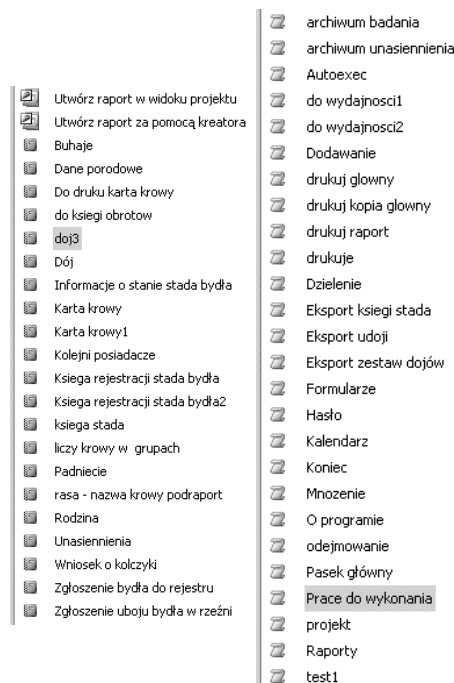 Utwórz raport w widoku projektu
Utwórz raport za pomocą kreatora
Buhaje
Dane porodowe
Do druku karta krowy
do ksiegi obrotow
doj3
Dój
Informacje o stanie stada bydła
Karta krowy
Karta krowy1
Kolejni posiadacze
Ksiega rejestracji stada bydła
Ksiega rejestracji stada bydła2
ksiega stada
liczy krowy w grupach
Padniecie
rasa - nazwa krowy podraport
Rodzina
Unasiennienia
Wniosek o kolczyki
Zgłoszenie bydła do rejestru
Zgłoszenie uboju bydła w rzeźni
archiwum badania
archiwum unasiennienia
Autoexec
do wydajnosci1
do wydajnosci2
Dodawanie
drukuj glowny
drukuj kopia glowny
drukuj raport
drukuje
Dzielenie
Eksport ksiegi stada
Eksport udoji
Eksport zestaw dojów
Formularze
Hasło
Kalendarz
Koniec
Mnozenie
O programie
odejmowanie
Pasek główny
Prace do wykonania
projekt
Raporty
test1